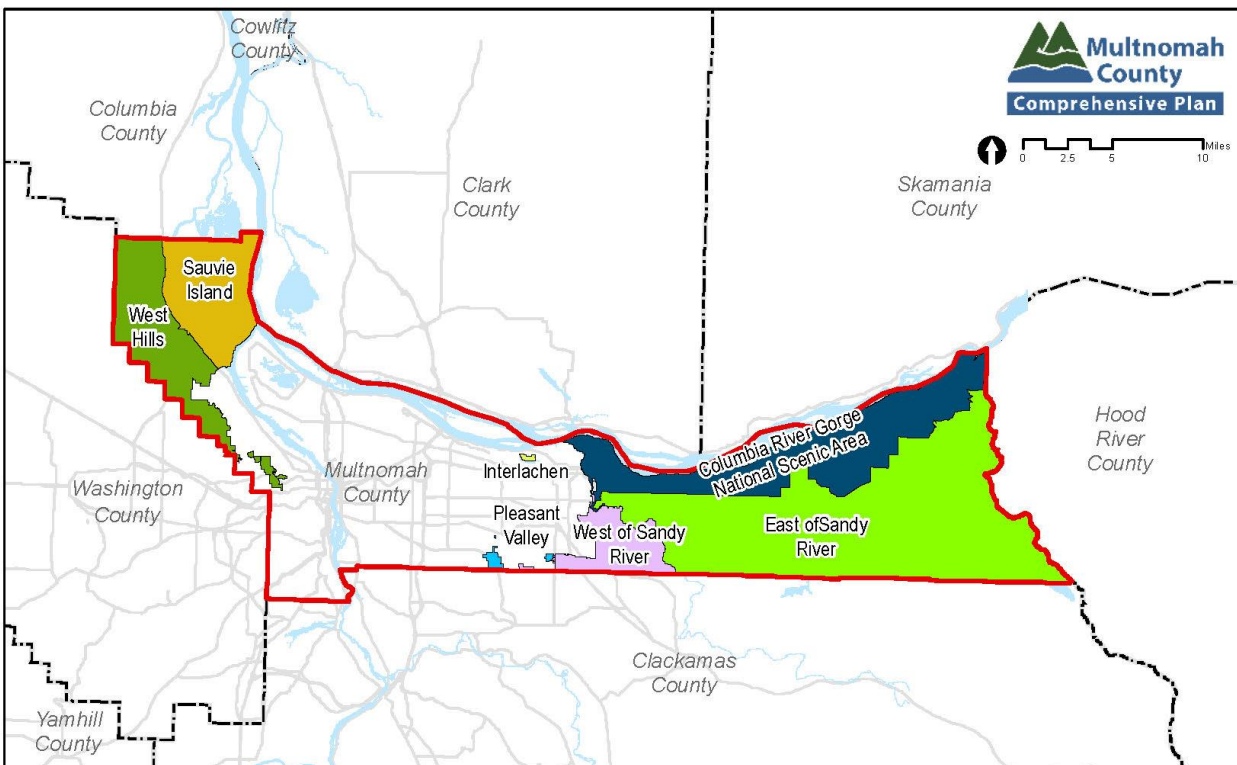 Cowlitz
County
Multnomah
County
Comprehensive Plan
Columbia
County
Miles
0 2.5 5 10
Clark
County
Skamania
County
Sauvie
Island
West
Hills
Columbia River Gorge
National Scenic Area
Hood
River
County
Interlachen
Multnomah
County
Washington
County
Pleasant
Valley
West of Sandy
River
East ofSandy
River
Clackamas
County
Yamhill
County